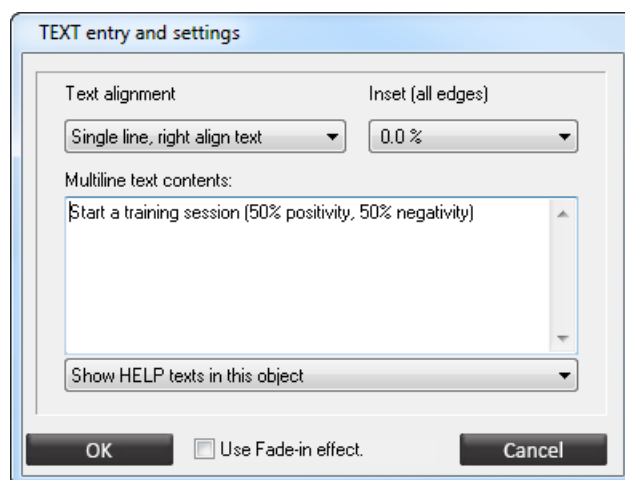 TEXT entry and settings
Text alignment Inset (all edges)
Single line, right align text 0.0 %
Multiline text contents:
Start a training session (50% positivity, 50% negativity)
Show HELP texts in this object
OK Use Fade-in effect. Cancel